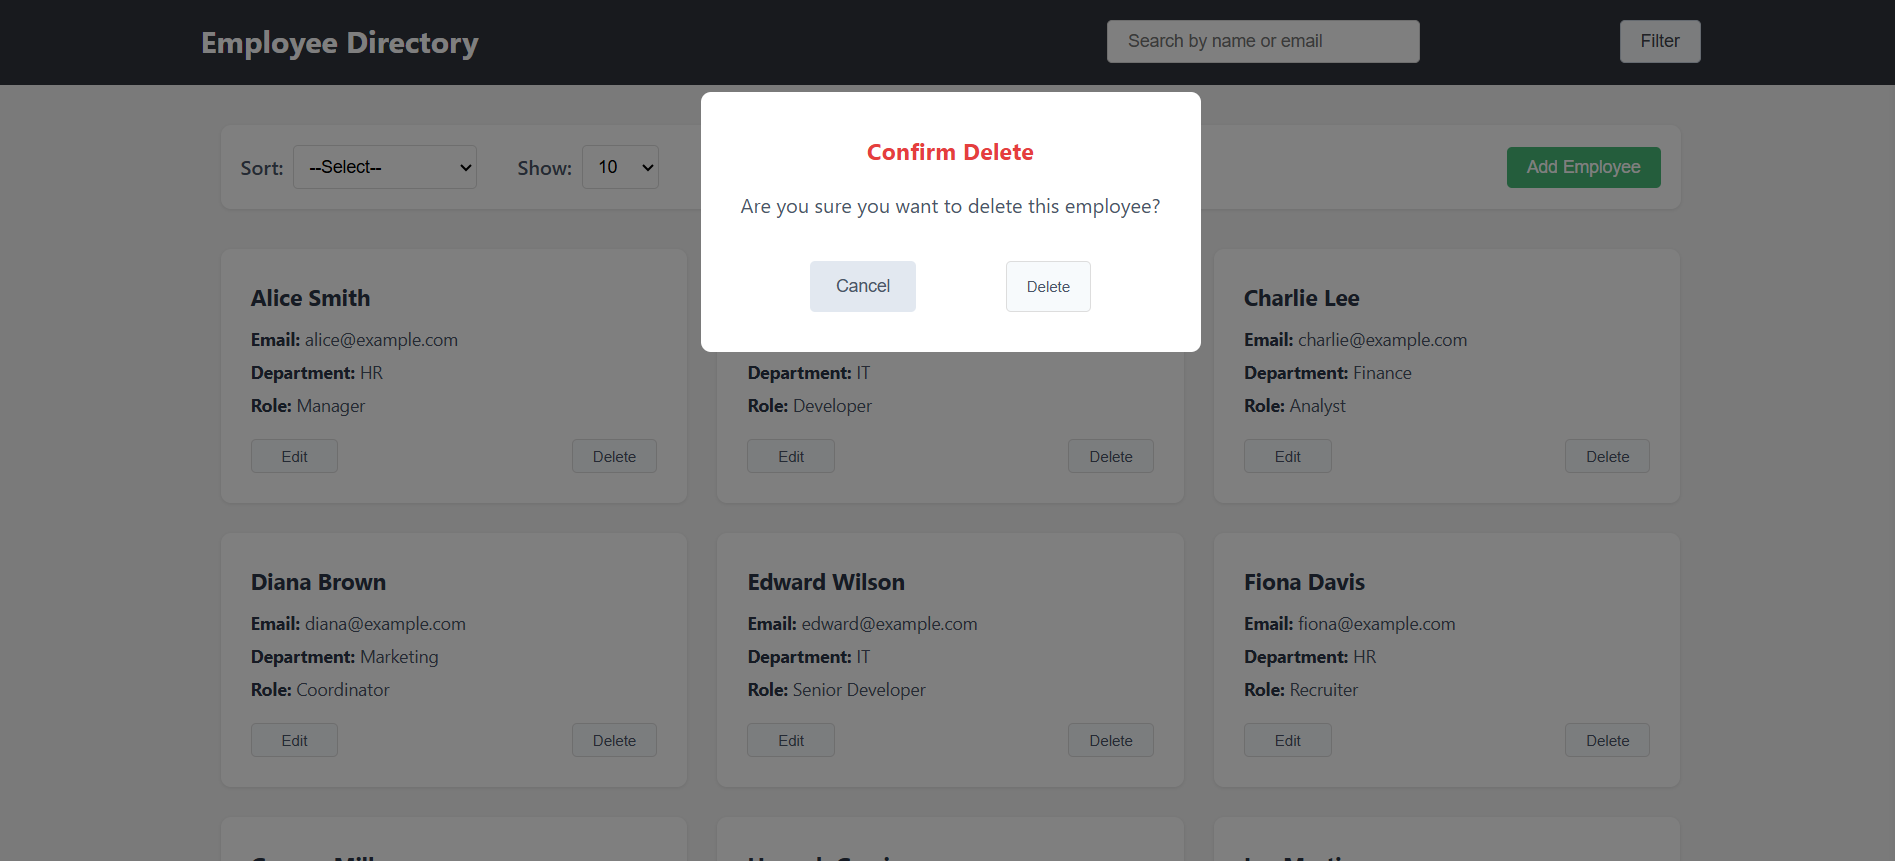 Employee Directory
Search by name or email
Filter
Confirm Delete
Are you sure you want to delete this employee?
Cancel
Delete
Sort: --Select--
Show: 10
Add Employee
Alice Smith
Email: alice@example.com
Department: HR
Role: Manager
Edit
Delete
Department: IT
Role: Developer
Edit
Delete
Charlie Lee
Email: charlie@example.com
Department: Finance
Role: Analyst
Edit
Delete
Diana Brown
Email: diana@example.com
Department: Marketing
Role: Coordinator
Edit
Delete
Edward Wilson
Email: edward@example.com
Department: IT
Role: Senior Developer
Edit
Delete
Fiona Davis
Email: fiona@example.com
Department: HR
Role: Recruiter
Edit
Delete